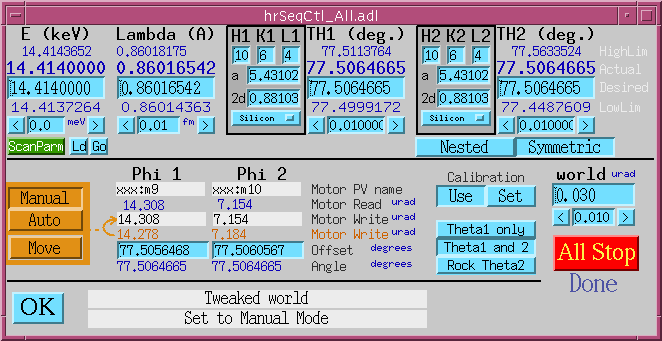 hrSeqCtl_All.adl
E (keV) Lambda (A) H1 K1 L1 TH1 (deg.) H2 K2 L2 TH2 (deg.)
14.4143652 0.86018175 10 6 4 77.5113764 10 6 4 77.5633524 HighLim
14.4140000 0.86016542 77.5064665 77.5064665 Actual
14.4140000 0.86016542 a 5.43102 77.5064665 a 5.43102 77.5064665 Desired
14.4137264 0.86014363 2d 0.88103 77.4999172 2d 0.88103 77.4487609 LowLim
< 0.0 meV > < 0.01 fm > Silicon < 0.010000 > Silicon < 0.010000 >
ScanParm Ld Go Nested Symmetric
Phi 1 Phi 2 Calibration world urad
Manual xxx:m9 xxx:m10 Motor PV name Use Set 0.030
14.308 7.154 Motor Read urad
Auto 14.308 7.154 Motor Write urad < 0.010 >
14.278 7.184 Motor Write urad Theta1 only
Move 77.5056468 77.5060567 Offset degrees Theta1 and 2 All Stop
77.5064665 77.5064665 Angle degrees Rock Theta2
Done
OK Tweaked world
Set to Manual Mode